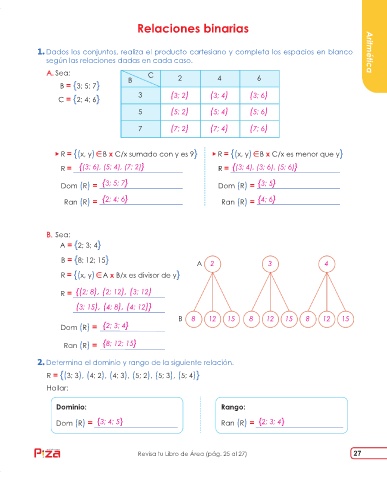 Relaciones binarias
Aritmética
1. Dados los conjuntos, realiza el producto cartesiano y completa los espacios en blanco
según las relaciones dadas en cada caso.
A. Sea:
B = {3; 5; 7}
C = {2; 4; 6}
B C 2 4 6
3 (3; 2) (3; 4) (3; 6)
5 (5; 2) (5; 4) (5; 6)
7 (7; 2) (7; 4) (7; 6)
R = {(x, y) ∈ B x C/x sumado con y es 9}
R = {(3; 6), (5; 4), (7; 2)}
Dom (R) = {3; 5; 7}
Ran (R) = {2; 4; 6}
R = {(x, y) ∈ B x C/x es menor que y}
R = {(3; 4), (3; 6), (5; 6)}
Dom (R) = {3; 5}
Ran (R) = {4; 6}
B. Sea:
A = {2; 3; 4}
B = {8; 12; 15}
R = {(x, y) ∈ A x B/x es divisor de y}
R = {(2; 8), (2; 12), (3; 12)
(3; 15), (4; 8), (4; 12)}
Dom (R) = {2; 3; 4}
Ran (R) = {8; 12; 15}
A 2 3 4
B 8 12 15 8 12 15 8 12 15
2. Determina el dominio y rango de la siguiente relación.
R = {(3; 3), (4; 2), (4; 3), (5; 2), (5; 3), (5; 4)}
Hallar:
Dominio:
Dom (R) = {3; 4; 5}
Rango:
Ran (R) = {2; 3; 4}
Revisa tu Libro de Área (pág. 25 al 27)
27